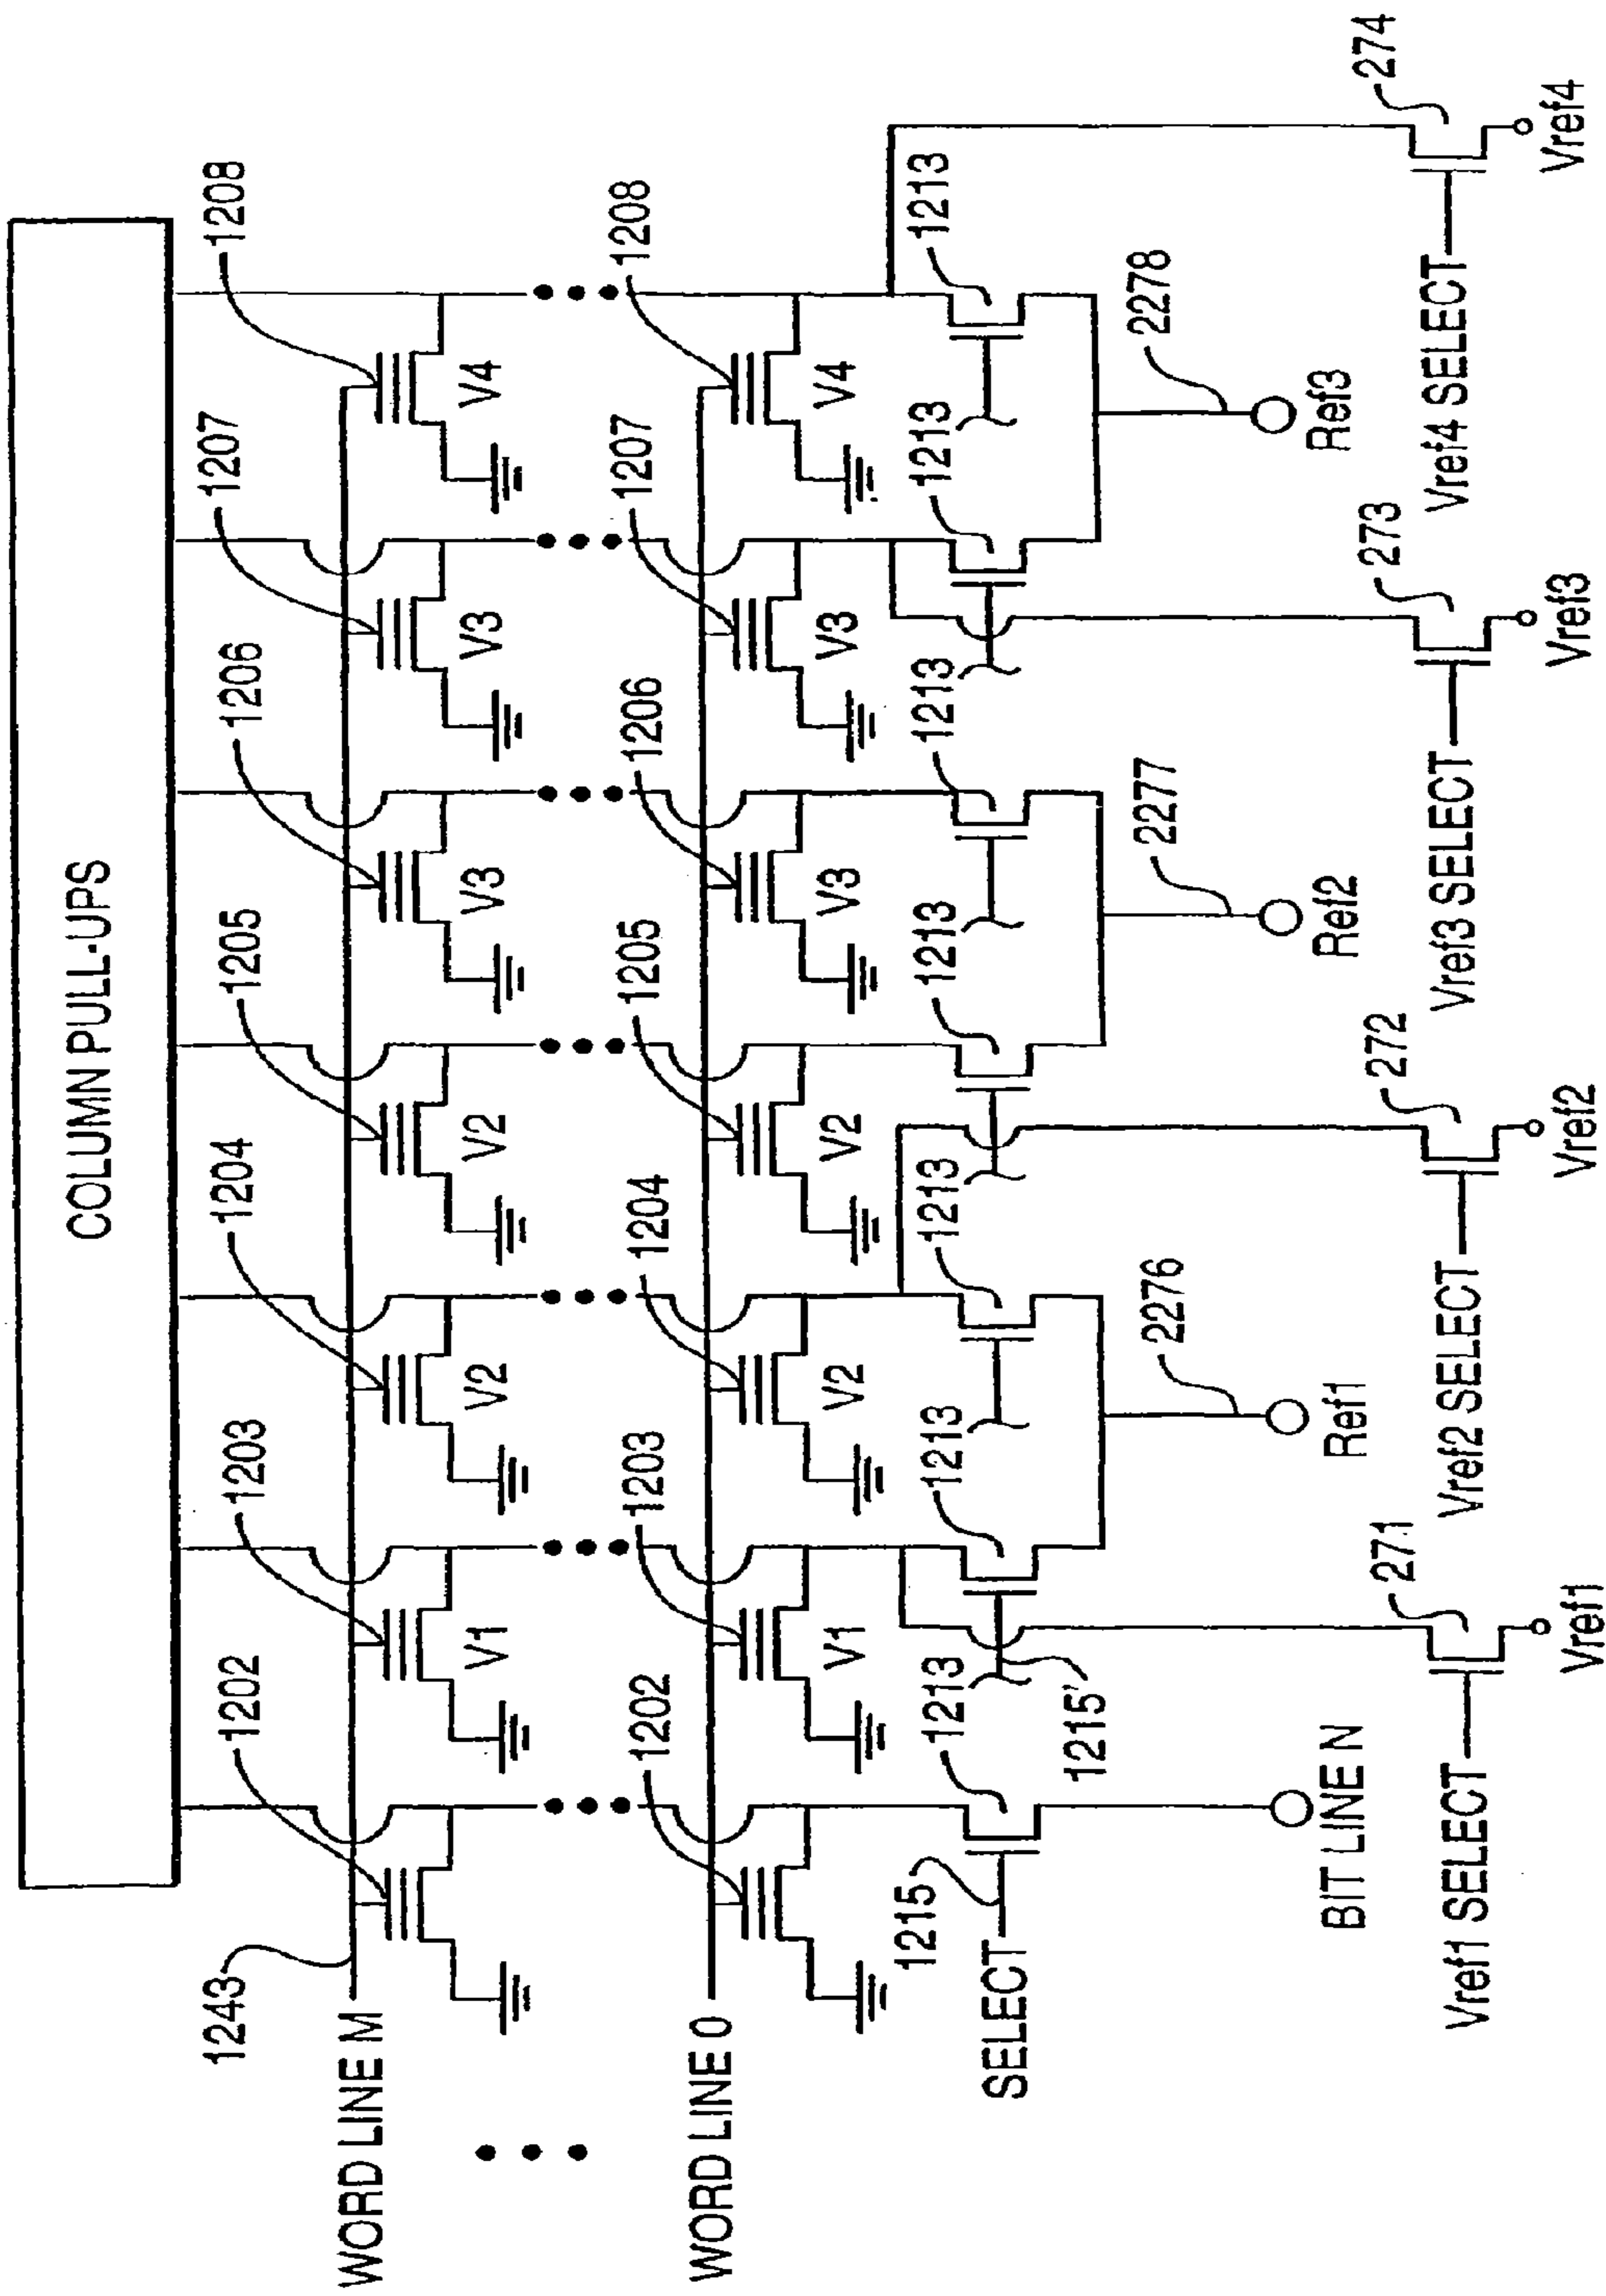 COLUMN PULL-UPS
1243
1202
1203
1204
1205
1206
1207
1208
WORD LINE M
V1
V2
V2
V3
V3
V4
1202
1203
1204
1205
1206
1207
1208
WORD LINE 0
V1
V2
V2
V3
V3
V4
1215
1213
1213
1213
1213
1213
1213
1213
SELECT
1215'
2276
2277
2278
BIT LINE N
Ref1
Ref2
Ref3
271
272
273
274
Vref1 SELECT
Vref2 SELECT
Vref3 SELECT
Vref4 SELECT
Vref1
Vref2
Vref3
Vref4